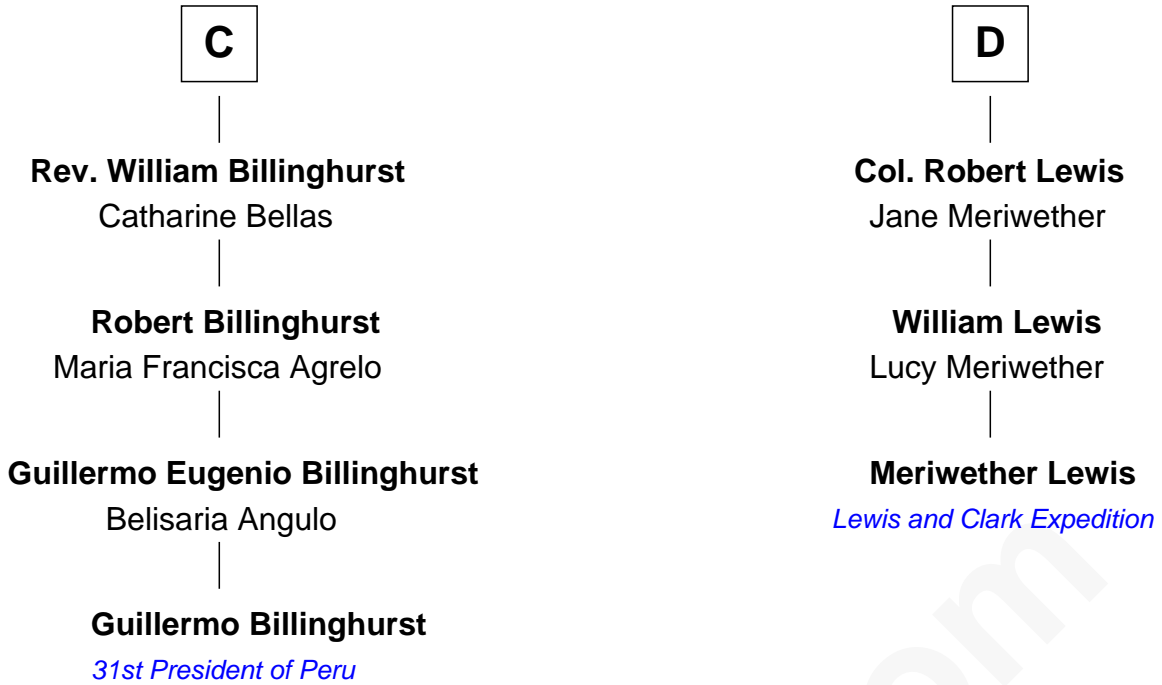 C
Rev. William Billinghurst
Catharine Bellas
Robert Billinghurst
Maria Francisca Agrelo
Guillermo Eugenio Billinghurst
Belisaria Angulo
Guillermo Billinghurst
31st President of Peru
D
Col. Robert Lewis
Jane Meriwether
William Lewis
Lucy Meriwether
Meriwether Lewis
Lewis and Clark Expedition
om